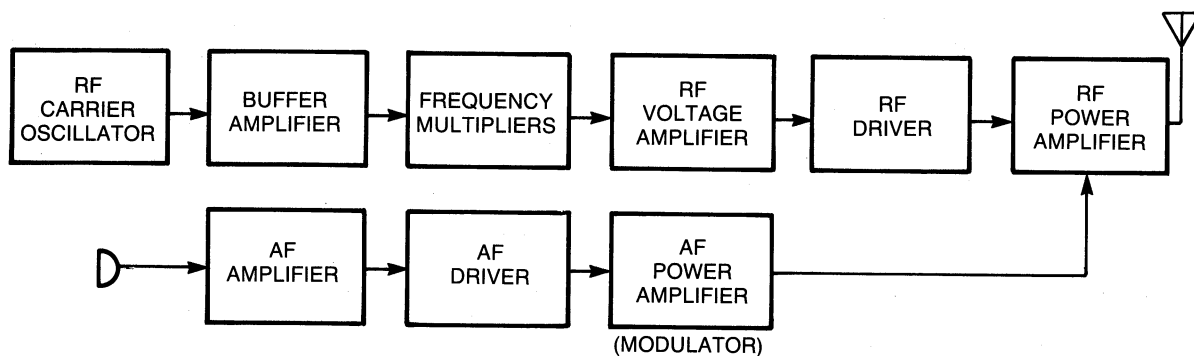 RF
CARRIER
OSCILLATOR
BUFFER
AMPLIFIER
FREQUENCY
MULTIPLIERS
RF
VOLTAGE
AMPLIFIER
RF
DRIVER
RF
POWER
AMPLIFIER
AF
AMPLIFIER
AF
DRIVER
AF
POWER
AMPLIFIER
(MODULATOR)